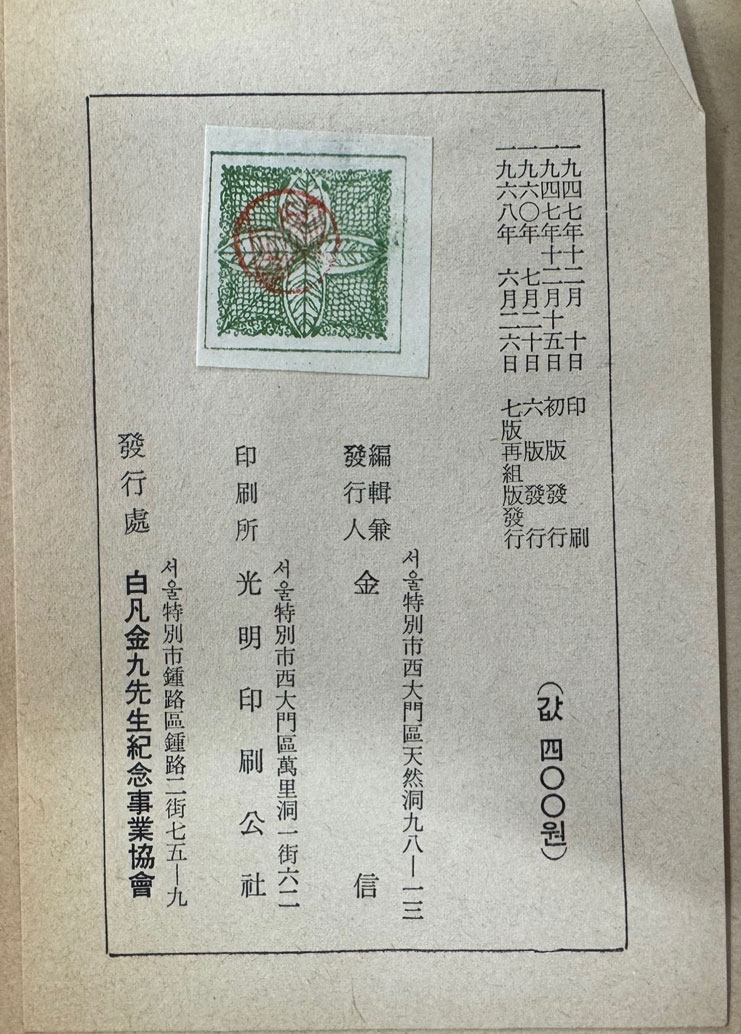 一九四七年十二月 十日 印刷
一九四七年十二月十五日 初版發行
一九六〇年 七月二十日 六版發行
一九六八年 六月二六日 七版再組版發行
(값 四〇〇원)
서울特別市西大門區天然洞九八—一三
編輯兼
發行人 金信
서울特別市西大門區萬里洞一街六二
印刷所 光明印刷公社
서울特別市鍾路區鍾路二街七五—九
發行處 白凡金九先生紀念事業協會